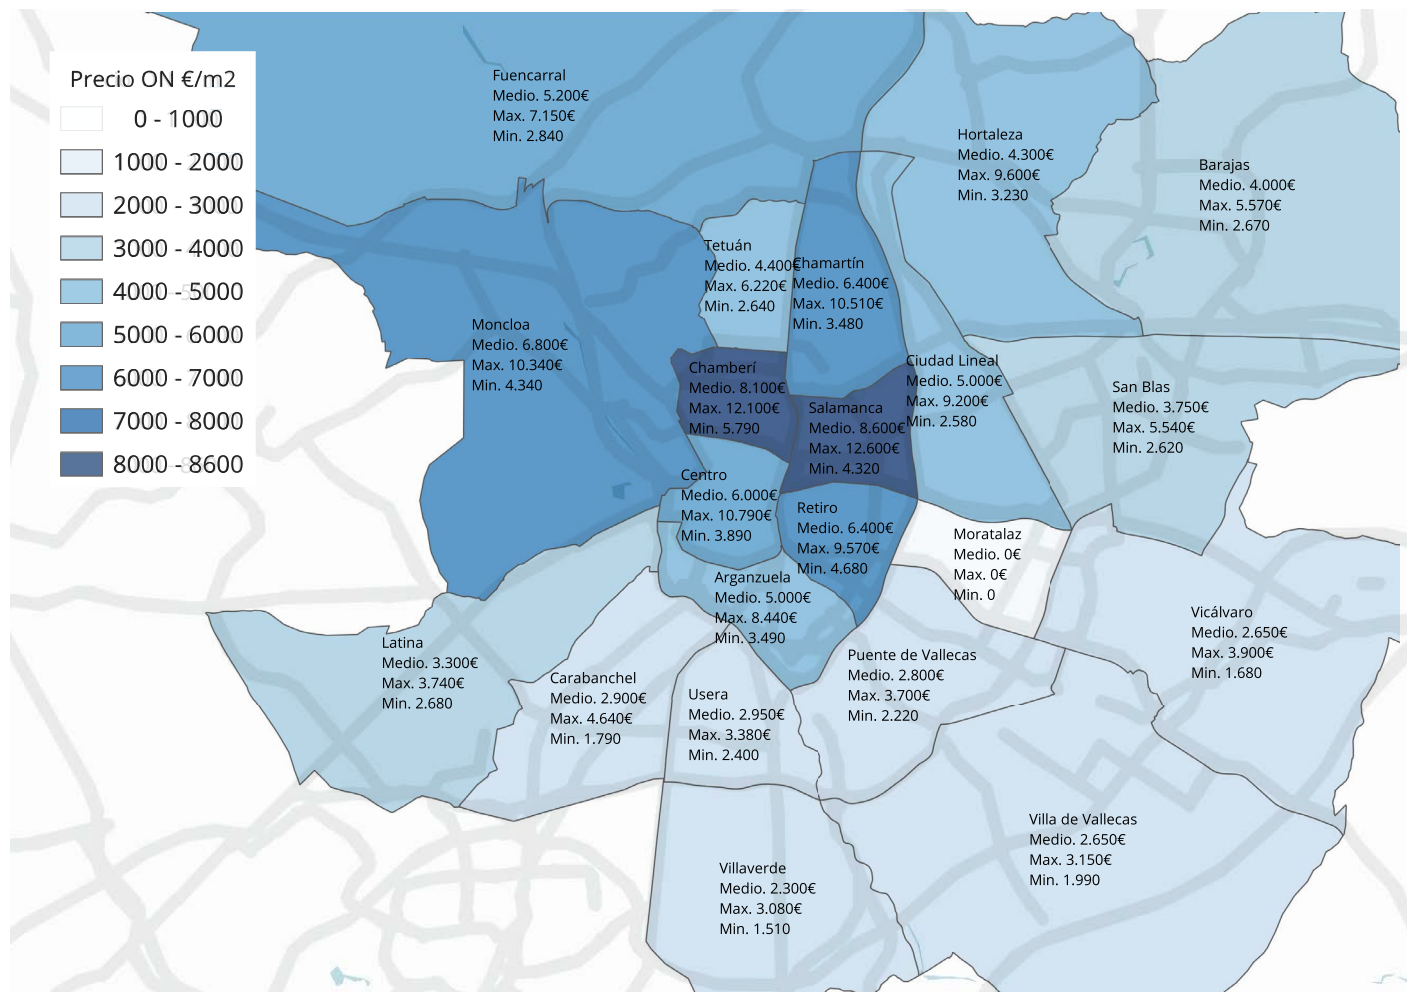 Precio ON €/m2
0 - 1000
1000 - 2000
2000 - 3000
3000 - 4000
4000 - 5000
5000 - 6000
6000 - 7000
7000 - 8000
8000 - 8600
Fuencarral
Medio. 5.200€
Max. 7.150€
Min. 2.840
Hortaleza
Medio. 4.300€
Max. 9.600€
Min. 3.230
Barajas
Medio. 4.000€
Max. 5.570€
Min. 2.670
Tetuán
Medio. 4.400€
Max. 6.220€
Min. 2.640
Chamartín
Medio. 6.400€
Max. 10.510€
Min. 3.480
Moncloa
Medio. 6.800€
Max. 10.340€
Min. 4.340
Chamberí
Medio. 8.100€
Max. 12.100€
Min. 5.790
Salamanca
Medio. 8.600€
Max. 12.600€
Min. 4.320
Ciudad Lineal
Medio. 5.000€
Max. 9.200€
Min. 2.580
San Blas
Medio. 3.750€
Max. 5.540€
Min. 2.620
Centro
Medio. 6.000€
Max. 10.790€
Min. 3.890
Retiro
Medio. 6.400€
Max. 9.570€
Min. 4.680
Moratalaz
Medio. 0€
Max. 0€
Min. 0
Arganzuela
Medio. 5.000€
Max. 8.440€
Min. 3.490
Vicálvaro
Medio. 2.650€
Max. 3.900€
Min. 1.680
Latina
Medio. 3.300€
Max. 3.740€
Min. 2.680
Carabanchel
Medio. 2.900€
Max. 4.640€
Min. 1.790
Usera
Medio. 2.950€
Max. 3.380€
Min. 2.400
Puente de Vallecas
Medio. 2.800€
Max. 3.700€
Min. 2.220
Villa de Vallecas
Medio. 2.650€
Max. 3.150€
Min. 1.990
Villaverde
Medio. 2.300€
Max. 3.080€
Min. 1.510